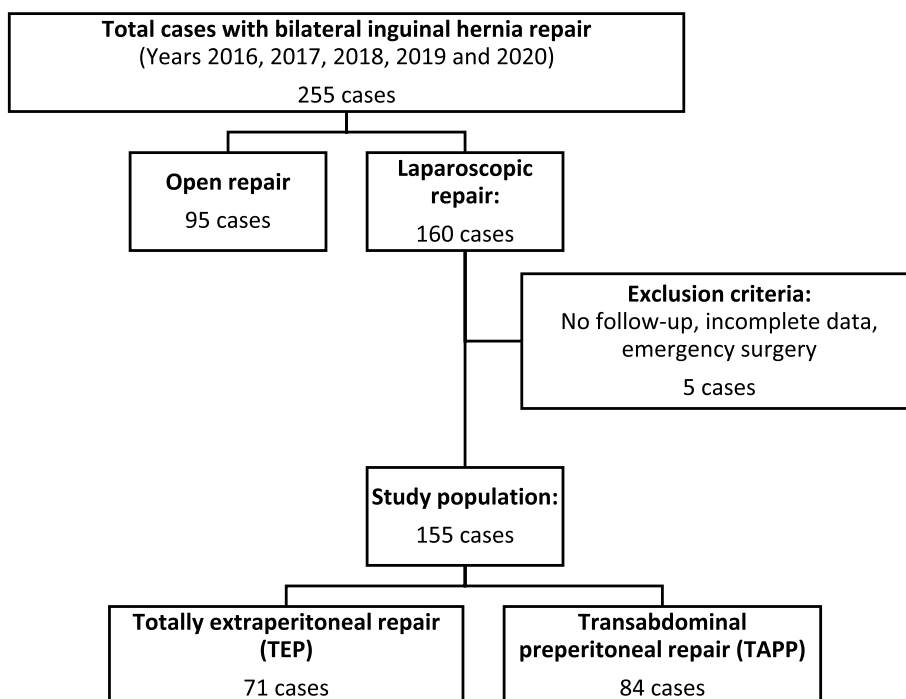 Total cases with bilateral inguinal hernia repair
(Years 2016, 2017, 2018, 2019 and 2020)
255 cases
Open repair
95 cases
Laparoscopic
repair:
160 cases
Exclusion criteria:
No follow-up, incomplete data,
emergency surgery
5 cases
Study population:
155 cases
Totally extraperitoneal repair
(TEP)
71 cases
Transabdominal
preperitoneal repair (TAPP)
84 cases